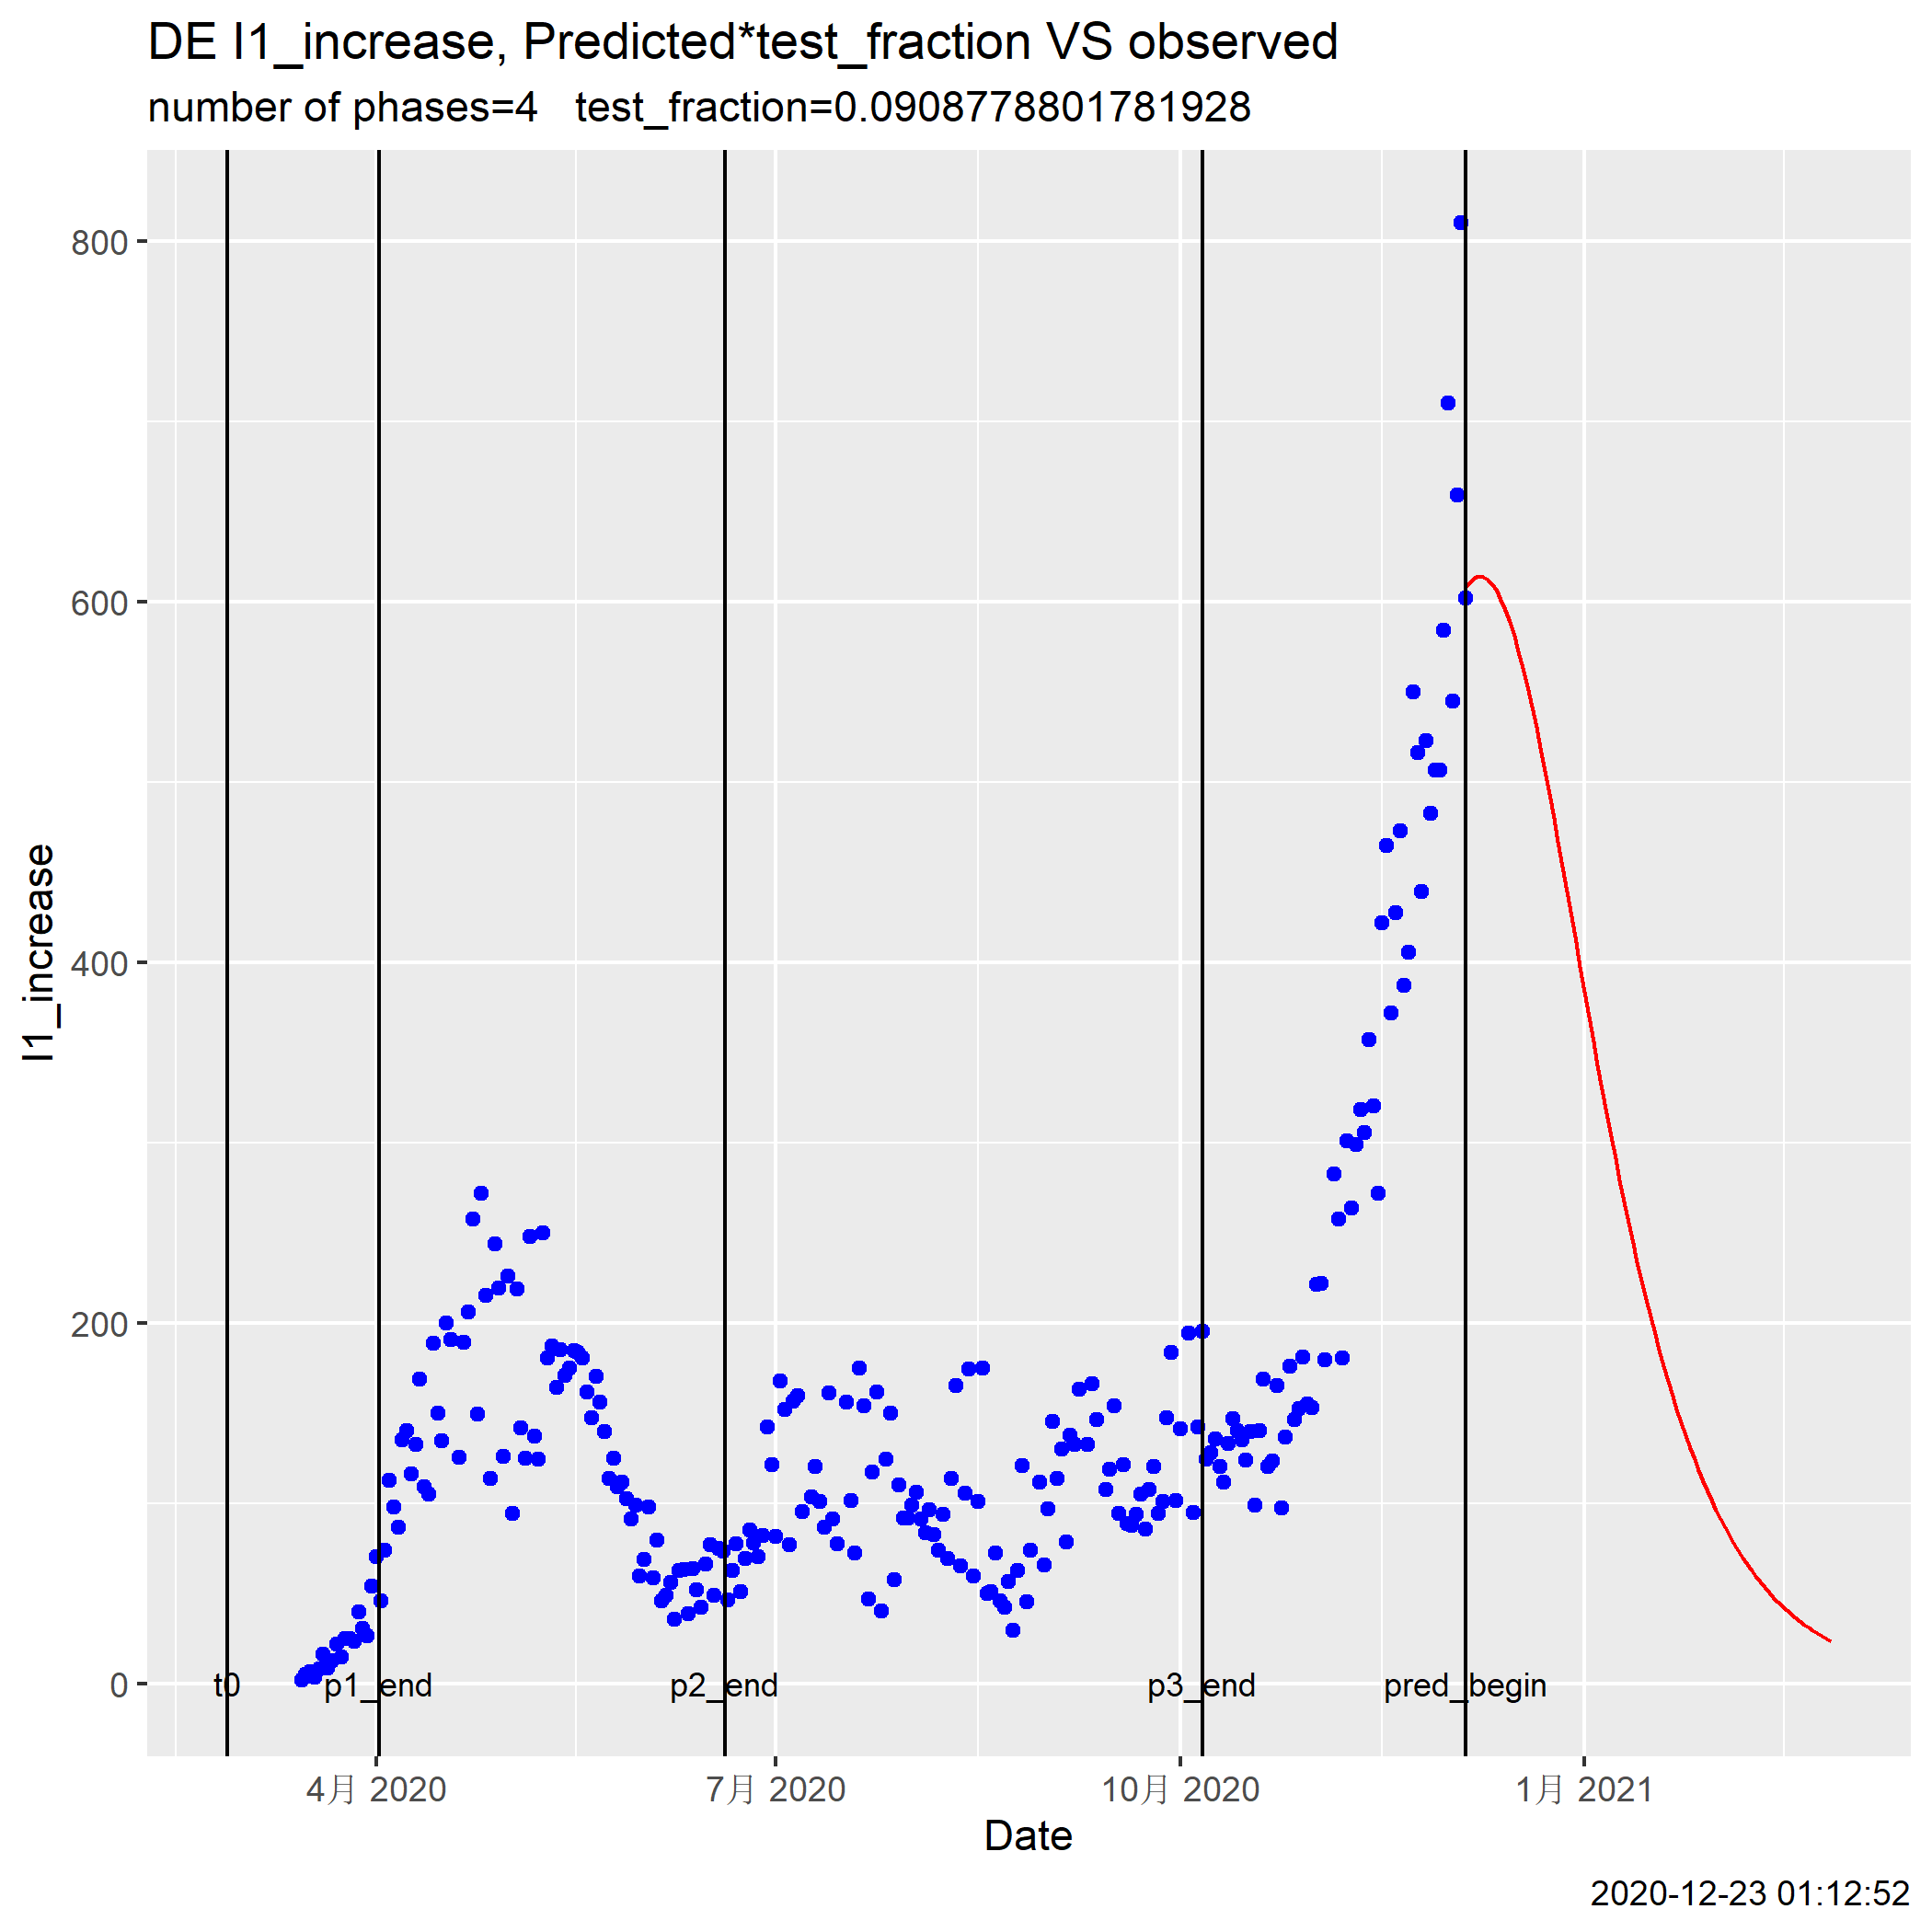 DE I1_increase, Predicted*test_fraction VS observed
number of phases=4   test_fraction=0.0908778801781928
I1_increase
800
600
400
200
0
t0
p1_end
p2_end
p3_end
pred_begin
4月 2020
7月 2020
10月 2020
1月 2021
Date
2020-12-23 01:12:52